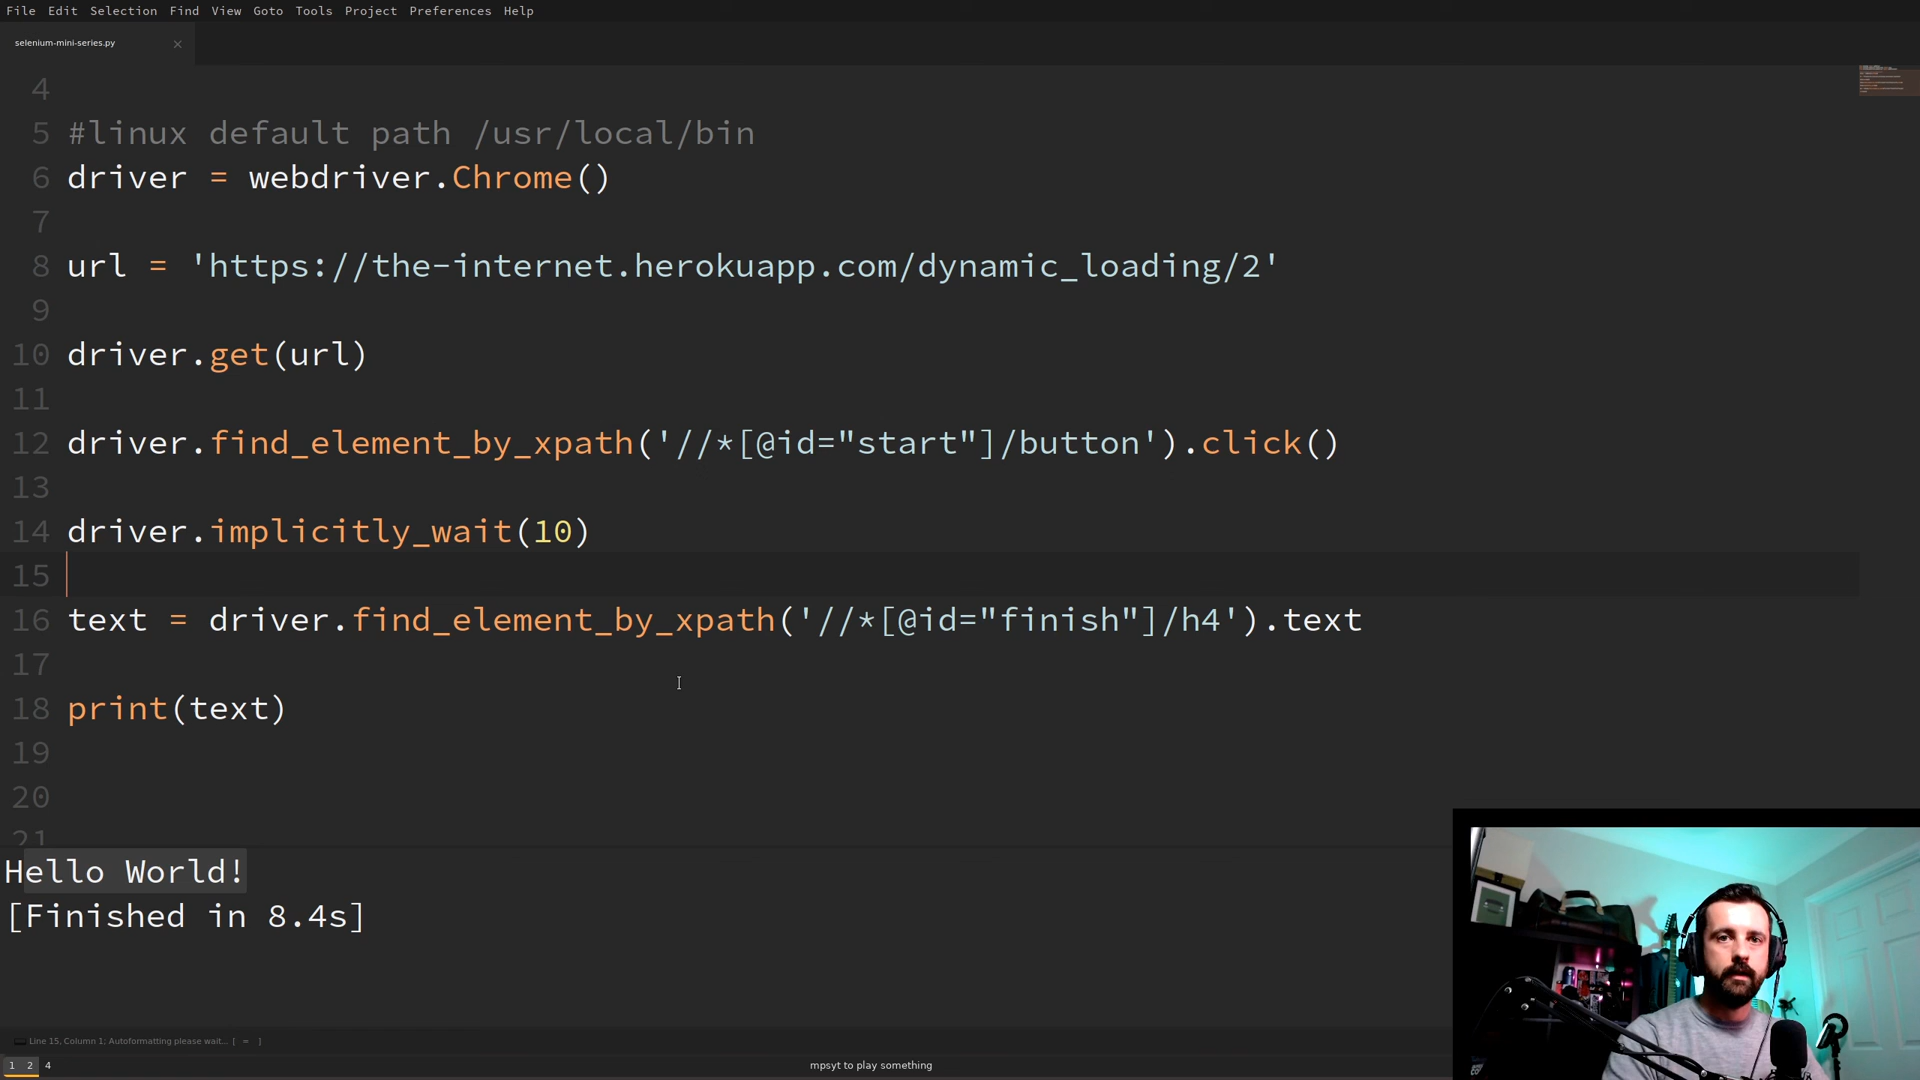 File Edit Selection Find View Goto Tools Project Preferences Help
selenium-mini-series.py
4
5 #linux default path /usr/local/bin
6 driver = webdriver.Chrome()
7
8 url = 'https://the-internet.herokuapp.com/dynamic_loading/2'
9
10 driver.get(url)
11
12 driver.find_element_by_xpath('//*[@id="start"]/button').click()
13
14 driver.implicitly_wait(10)
15
16 text = driver.find_element_by_xpath('//*[@id="finish"]/h4').text
17
18 print(text)
19
20
21
Hello World!
[Finished in 8.4s]
Line 15, Column 1; Autoformatting please wait... [ = ]
1 2 4 mpsyt to play something